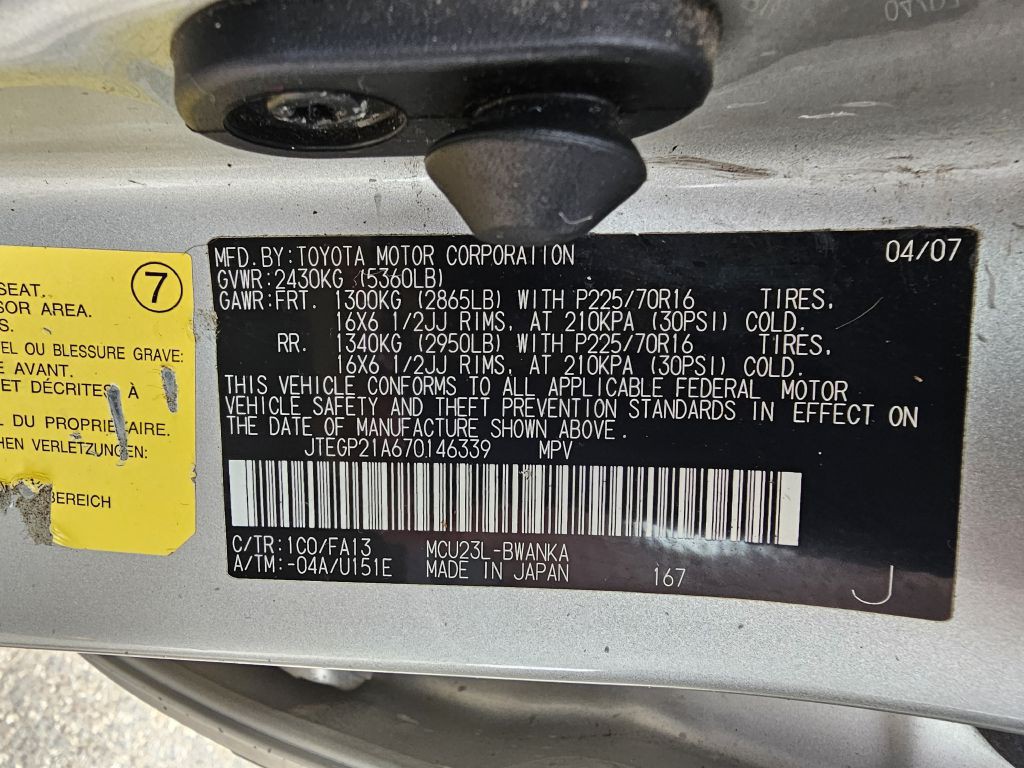 MFD.BY:TOYOTA MOTOR CORPORATION 04/07
GVWR:2430KG (5360LB)
GAWR:FRT. 1300KG (2865LB) WITH P225/70R16 TIRES,
16X6 1/2JJ RIMS, AT 210KPA (30PSI) COLD.
RR. 1340KG (2950LB) WITH P225/70R16 TIRES,
16X6 1/2JJ RIMS, AT 210KPA (30PSI) COLD.
THIS VEHICLE CONFORMS TO ALL APPLICABLE FEDERAL MOTOR
VEHICLE SAFETY AND THEFT PREVENTION STANDARDS IN EFFECT ON
THE DATE OF MANUFACTURE SHOWN ABOVE.
JTEGP21A670146339 MPV
C/TR:1C0/FA13 MCU23L-BWANKA
A/TM:-04A/U151E MADE IN JAPAN 167 J
7
SEAT.
SOR AREA.
S.
EL OU BLESSURE GRAVE:
E AVANT.
ET DÉCRITES À
L DU PROPRIÉTAIRE.
CHEN VERLETZUNGEN:
BEREICH